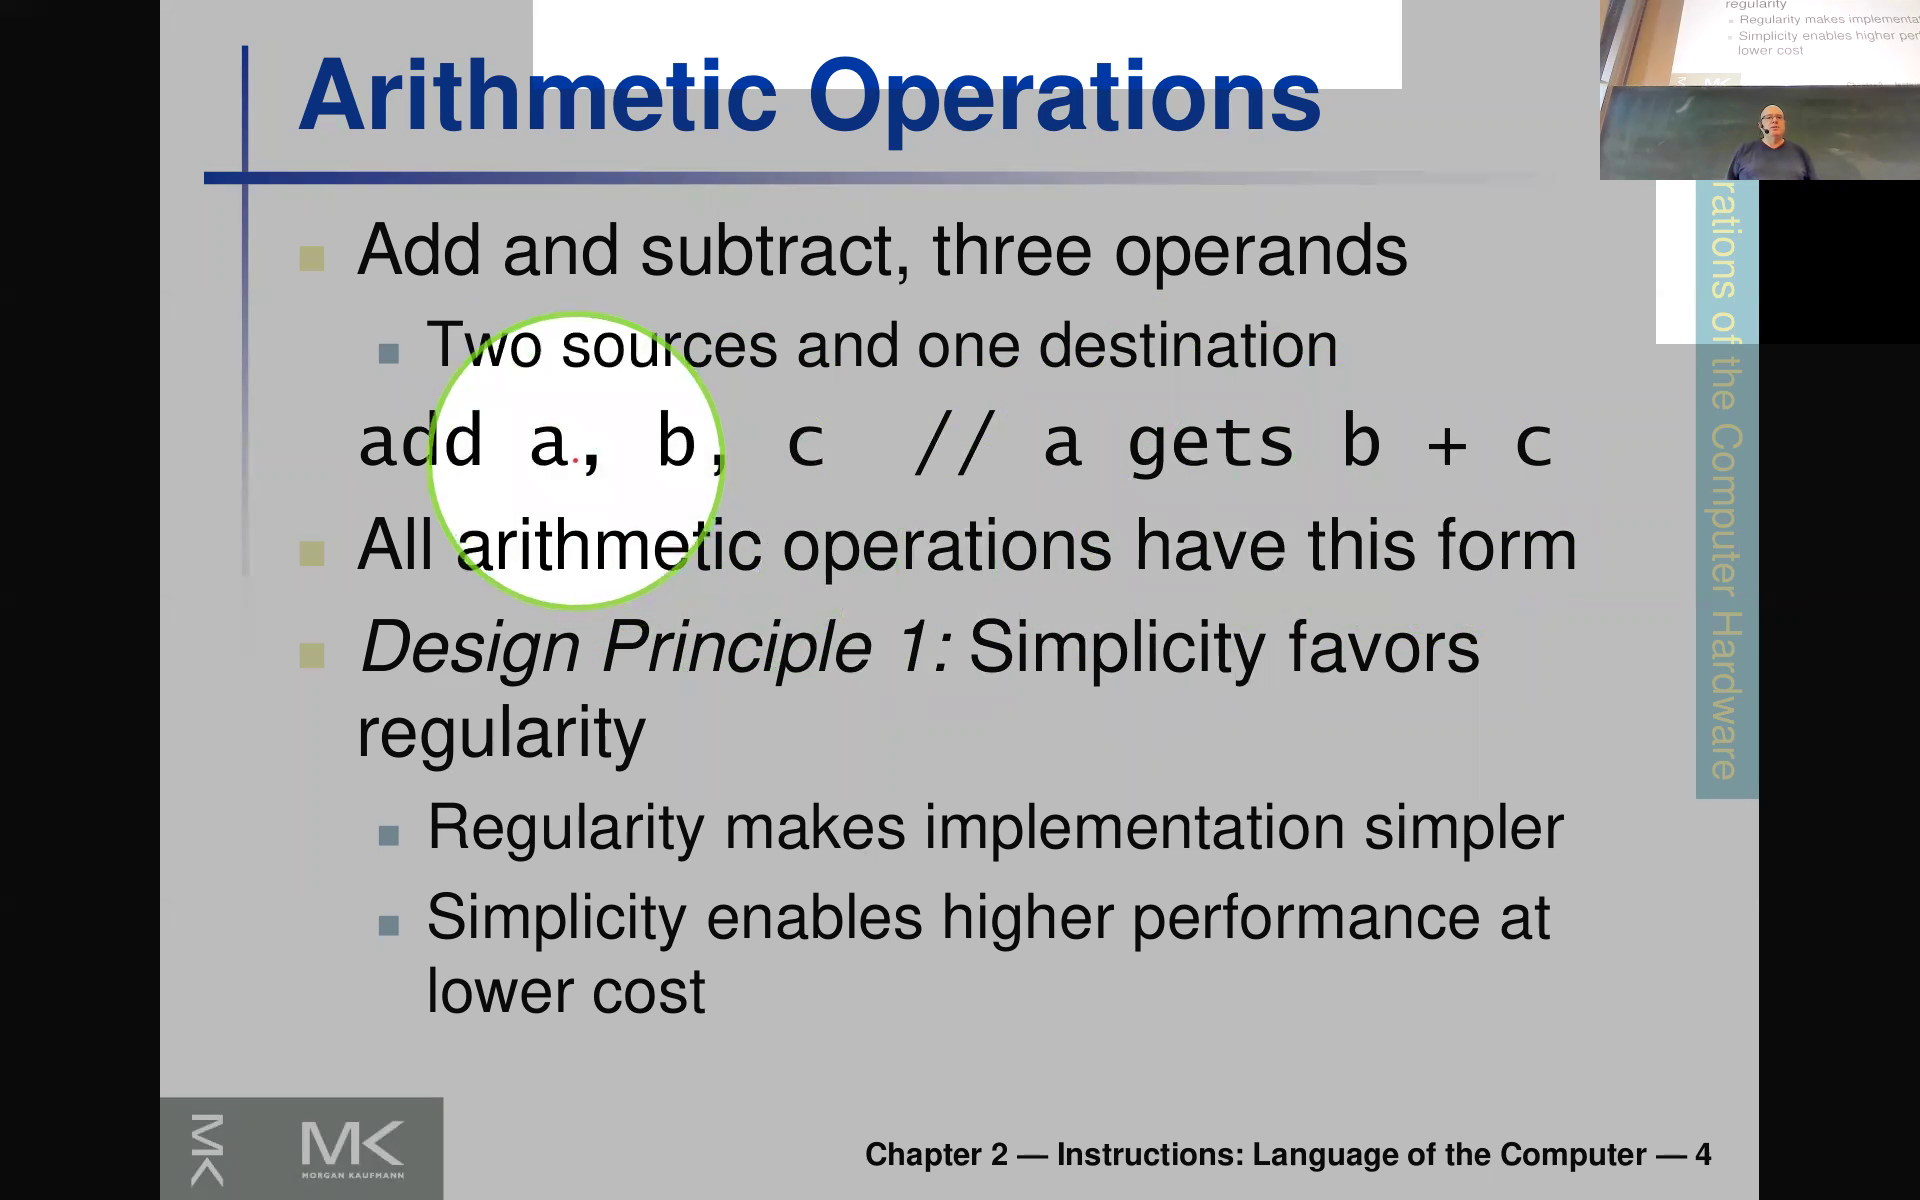 Arithmetic Operations
regularity
Regularity makes
Simplicity enables higher
lower cost
MK
rations of the Computer Hardware
Add and subtract, three operands
Two sources and one destination
add a, b, c // a gets b + c
All arithmetic operations have this form
Design Principle 1: Simplicity favors
regularity
Regularity makes implementation simpler
Simplicity enables higher performance at
lower cost
MK
MK
MORGAN KAUFMANN
Chapter 2 — Instructions: Language of the Computer — 4